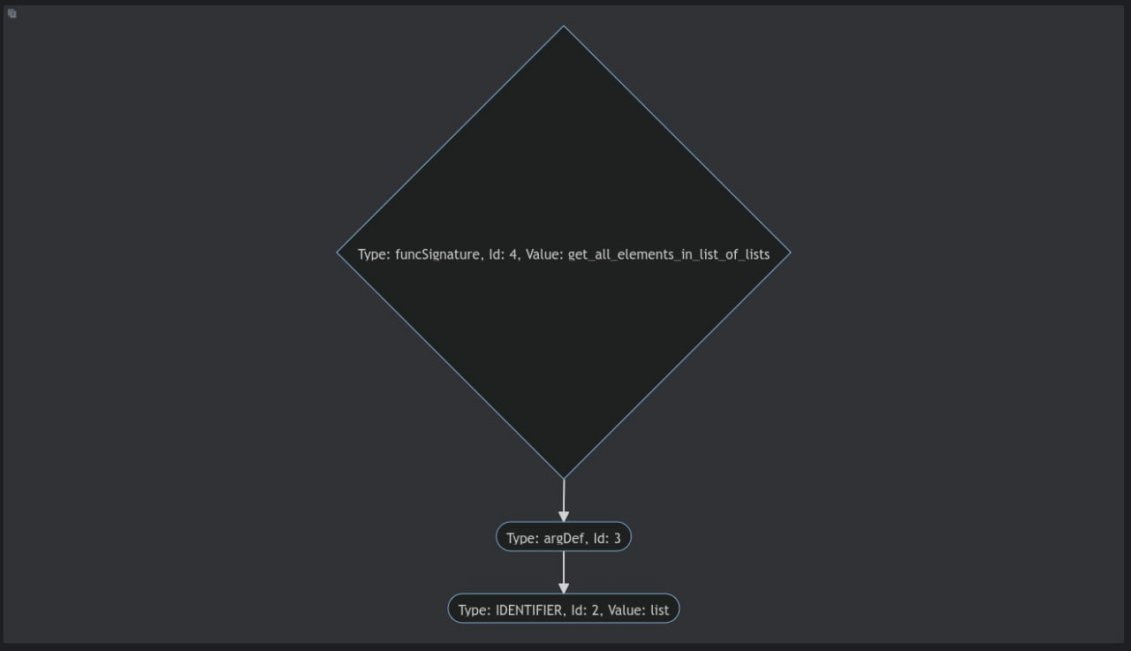 Type: funcSignature, Id: 4, Value: get_all_elements_in_list_of_lists
Type: argDef, Id: 3
Type: IDENTIFIER, Id: 2, Value: list